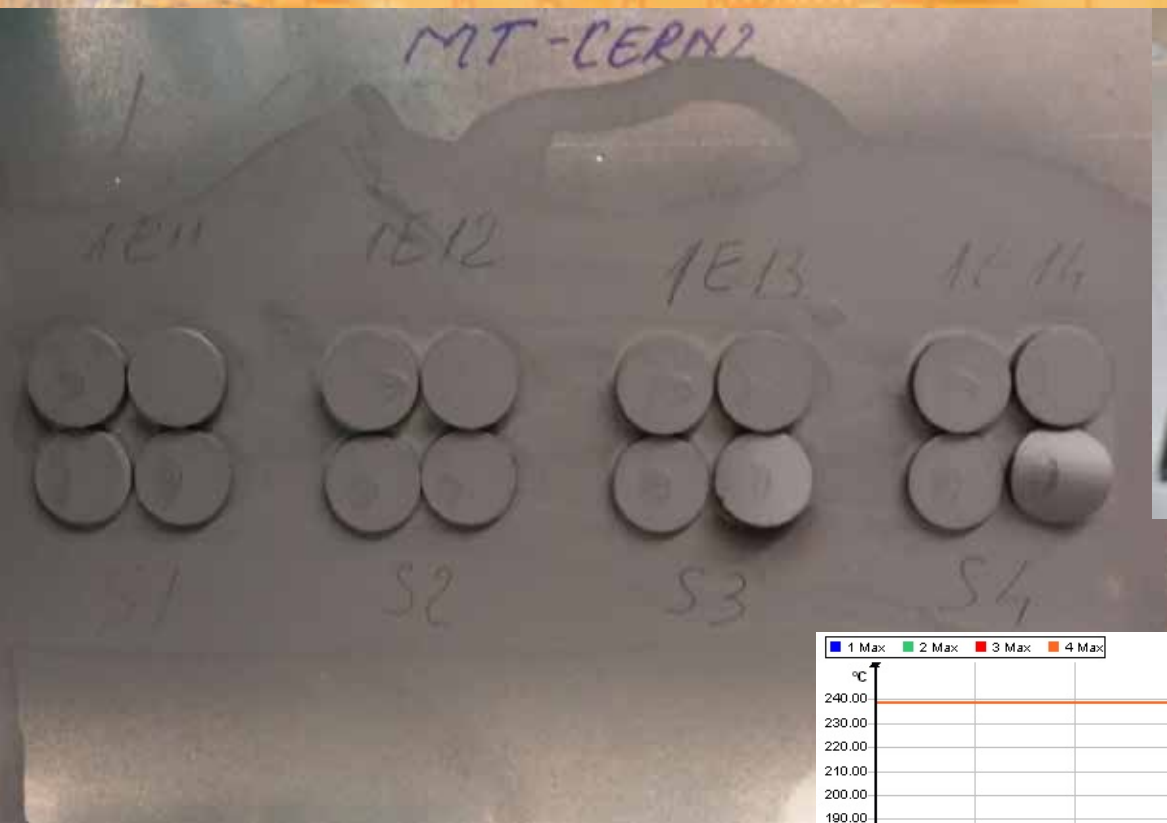 MT-CERN2
1E11 1E12 1E13 1E14
S1 S2 S3 S4
1 Max 2 Max 3 Max 4 Max
°C
240.00
230.00
220.00
210.00
200.00
190.00